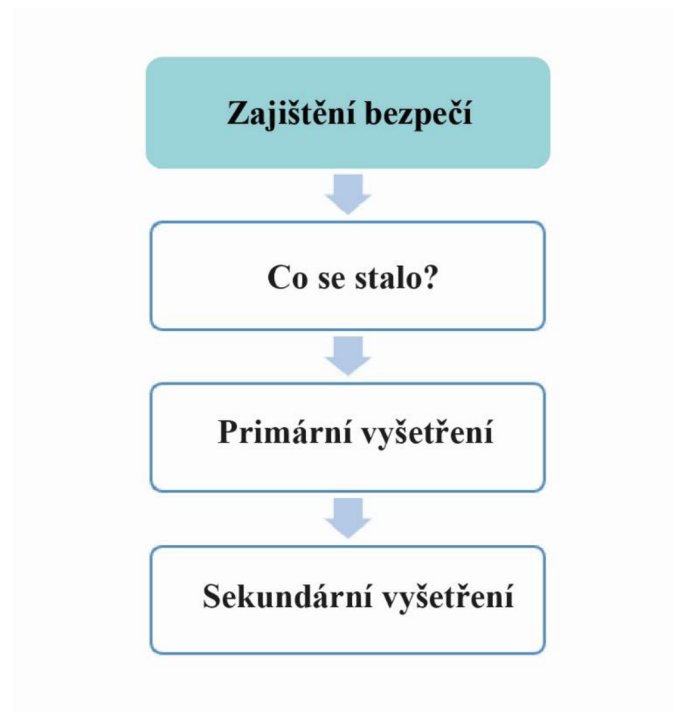 Zajištění bezpečí
Co se stalo?
Primární vyšetření
Sekundární vyšetření